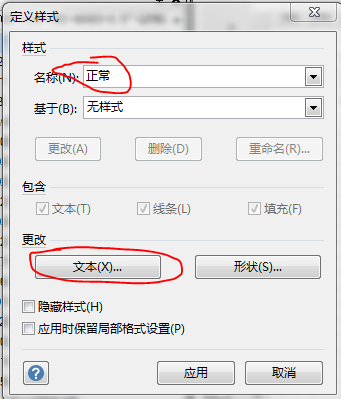 定义样式
样式
名称(N): 正常
基于(B): 无样式
更改(A) 删除(D) 重命名(R)...
包含
文本(T) 线条(L) 填充(F)
更改
文本(X)... 形状(S)...
隐藏样式(H)
应用时保留局部格式设置(P)
? 应用 取消